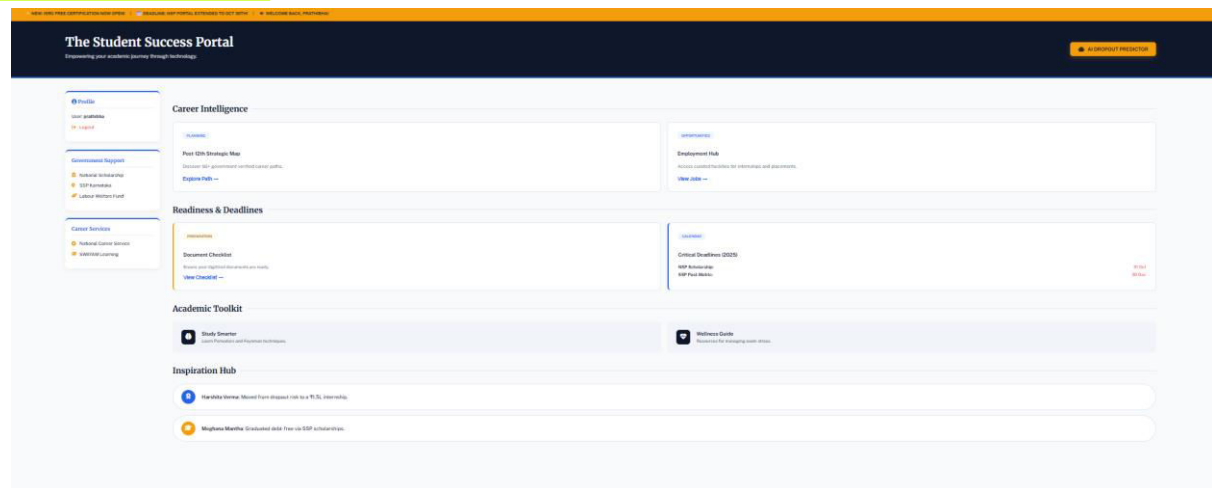 FREE CERTIFICATION NOW OPEN! | DEADLINE: SSP PORTAL EXTENDED TO OCT 30TH! | WELCOME BACK, PRATHIBHA!
The Student Success Portal
Empowering your academic journey through technology.
AI DROPOUT PREDICTOR
Profile
User: prathibha
Logout
Government Support
National Scholarship
SSP Karnataka
Labour Welfare Fund
Career Services
National Career Service
SWAYAM Learning
Career Intelligence
PLANNING
Post-12th Strategic Map
Discover 50+ government-verified career paths.
Explore Path
OPPORTUNITIES
Employment Hub
Access curated facilities for internships and placements.
View Jobs
Readiness & Deadlines
PREPARATION
Document Checklist
Ensure your digitized documents are ready.
View Checklist
CALENDAR
Critical Deadlines (2025)
NSP Scholarship:
31 Oct
SSP Post-Matric:
Academic Toolkit
Study Smarter
Learn Pomodoro and Feynman techniques.
Wellness Guide
Resources for managing exam stress.
Inspiration Hub
Harshita Verma: Moved from dropout risk to a ₹1.5L internship.
Meghana Mantha: Graduated debt-free via SSP scholarships.